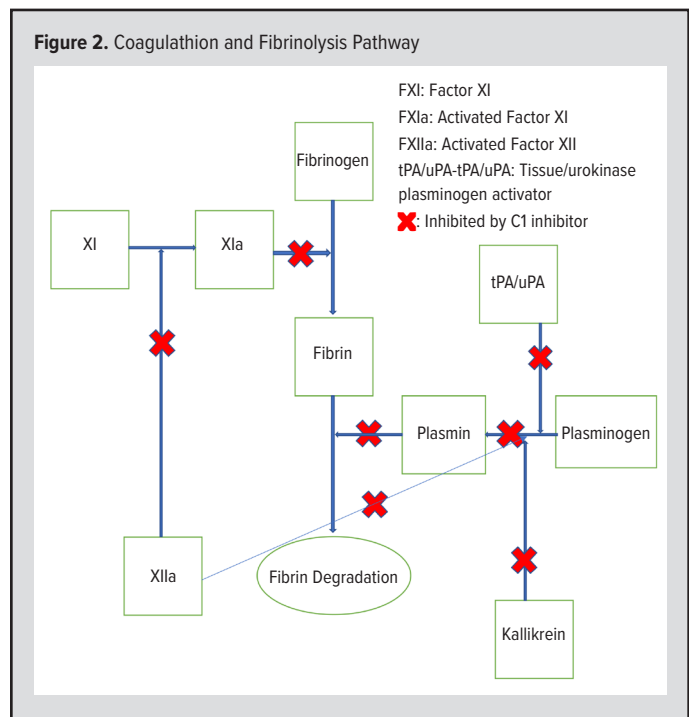 Figure 2. Coagulathion and Fibrinolysis Pathway
FXI: Factor XI
FXIa: Activated Factor XI
FXIIa: Activated Factor XII
tPA/uPA-tPA/uPA: Tissue/urokinase
plasminogen activator
: Inhibited by C1 inhibitor
Fibrinogen
XI
XIa
tPA/uPA
Fibrin
Plasmin
Plasminogen
XIIa
Fibrin Degradation
Kallikrein